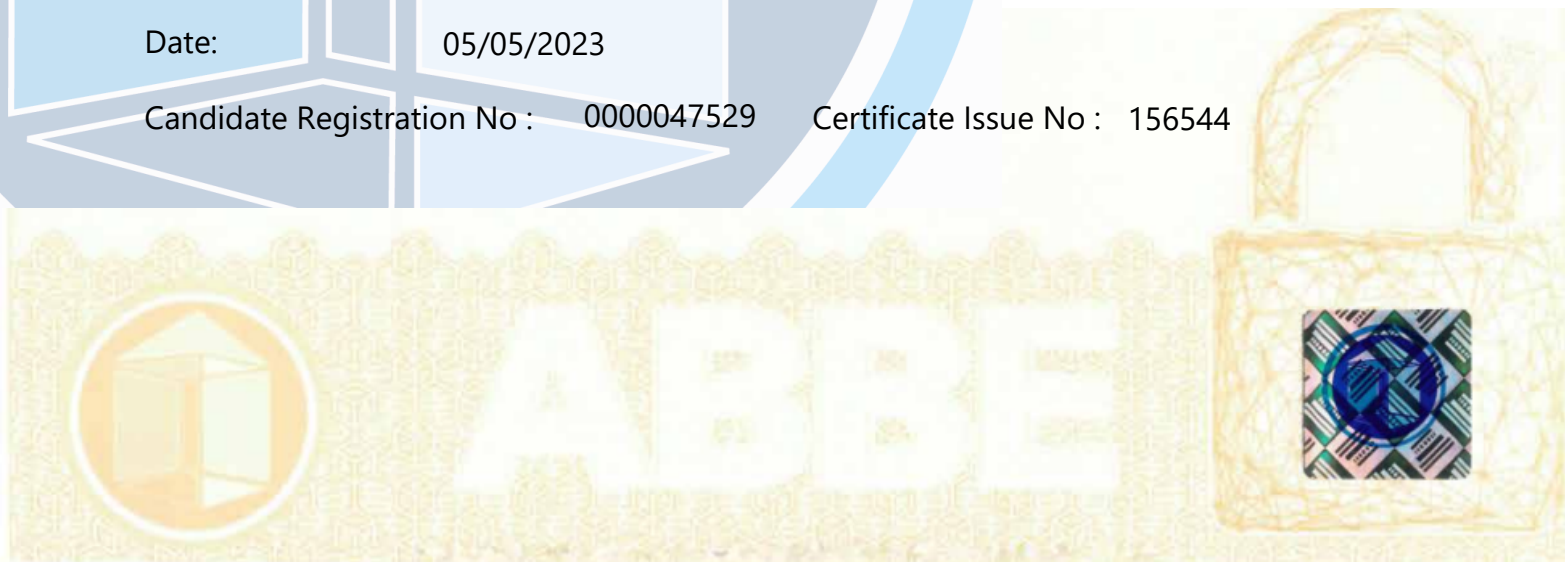 Date: 05/05/2023
Candidate Registration No : 0000047529 Certificate Issue No : 156544
ABBE